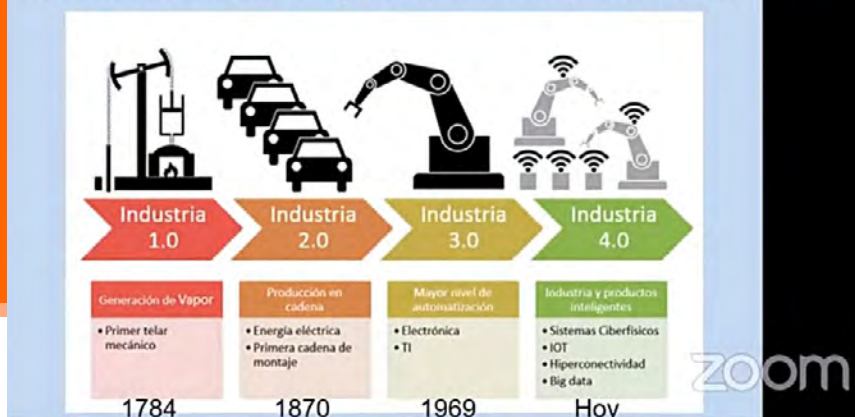 Industria
1.0
Industria
2.0
Industria
3.0
Industria
4.0
Generación de Vapor
• Primer telar
mecánico
Producción en
cadena
• Energía eléctrica
• Primera cadena de
montaje
Mayor nivel de
automatización
• Electrónica
• TI
Industria y productos
inteligentes
• Sistemas Ciberfísicos
• IOT
• Hiperconectividad
• Big data
1784
1870
1969
Hoy
zoom